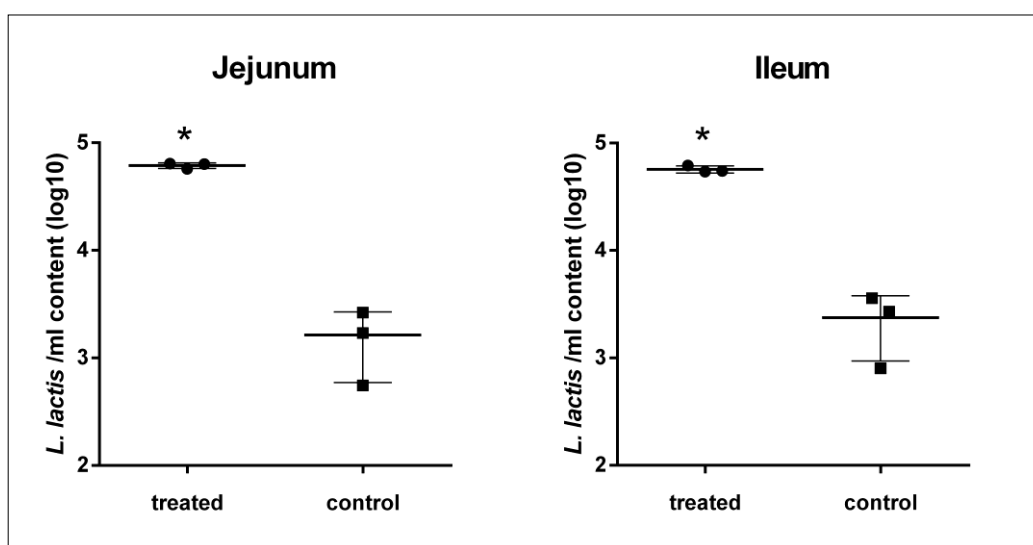 Jejunum
*
5
4
3
2
L. lactis /ml content (log10)
treated
control
Ileum
*
5
4
3
2
L. lactis /ml content (log10)
treated
control